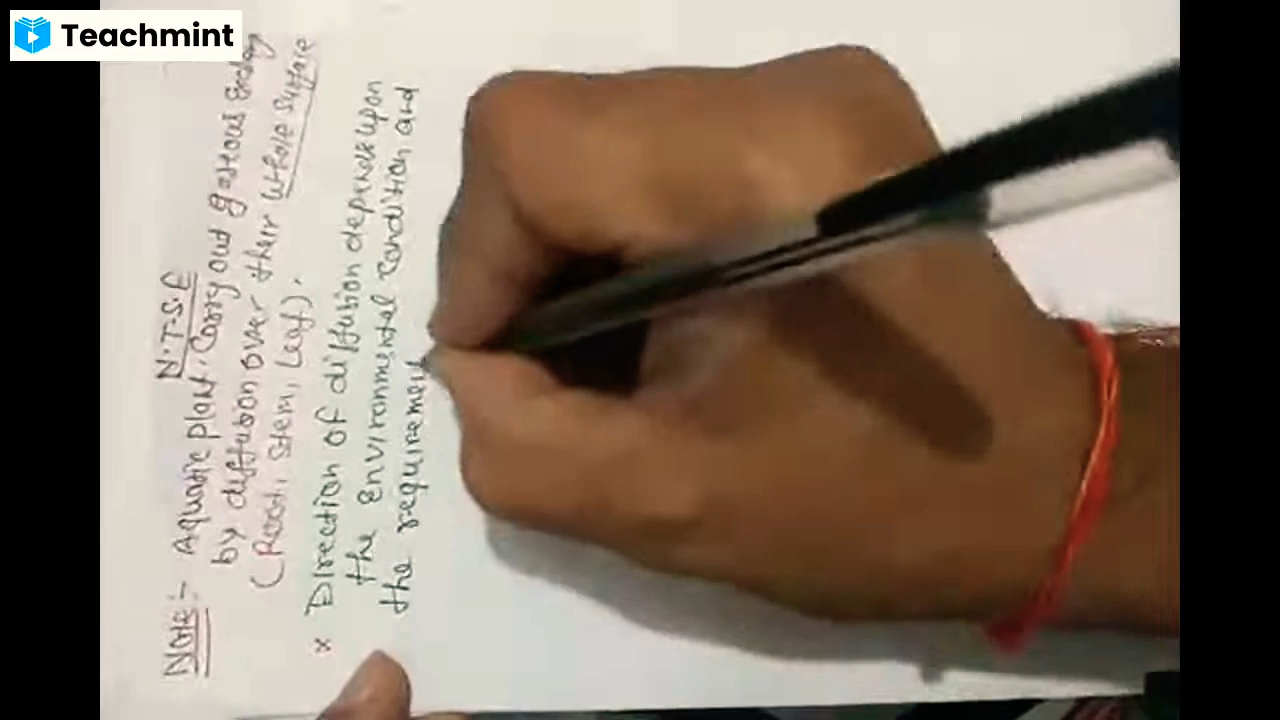 Teachmint
N.T.S.E
Note:- Aquatic plant, Carry out gaseous
by diffusion over their whole surface
(Root, stem, leaf).
x Direction of diffusion depends upon
the Environmental condition and
the requirement